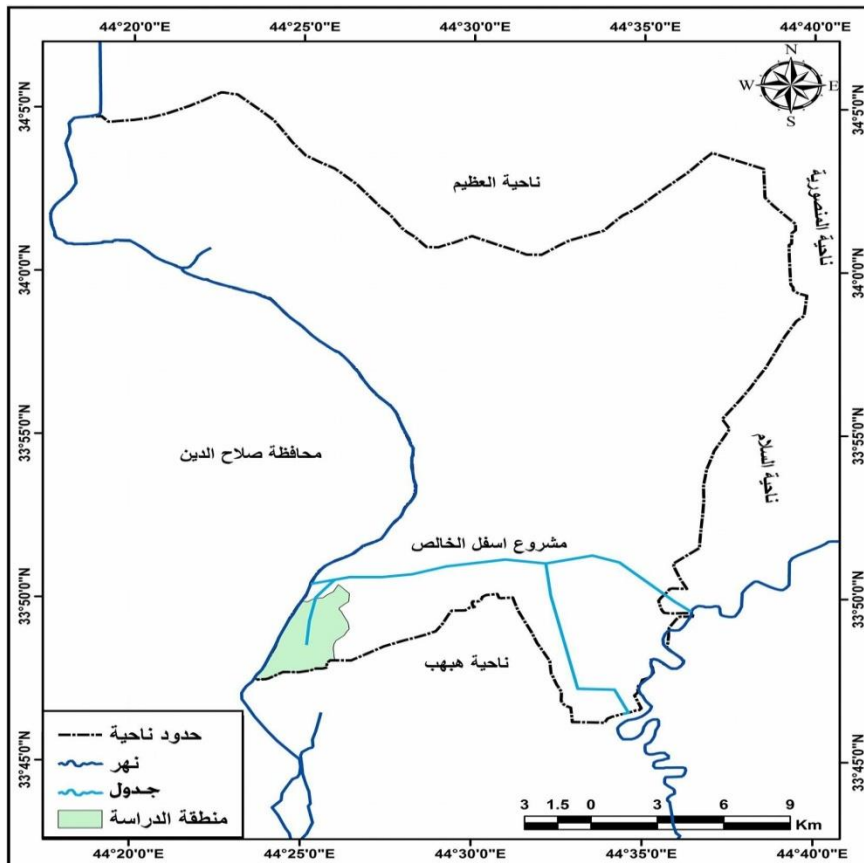 44°20'0"E 44°25'0"E 44°30'0"E 44°35'0"E 44°40'0"E
N
W E
S
34°5'0"N 34°5'0"N
ناحية العظيم
ناحية المنصورية
34°0'0"N 34°0'0"N
محافظة صلاح الدين
33°55'0"N 33°55'0"N
ناحية السلام
مشروع اسفل الخالص
33°50'0"N 33°50'0"N
ناحية هبهب
حدود ناحية
نهر
جدول
منطقة الدراسة
33°45'0"N 33°45'0"N
3 1.5 0 3 6 9
Km
44°20'0"E 44°25'0"E 44°30'0"E 44°35'0"E 44°40'0"E